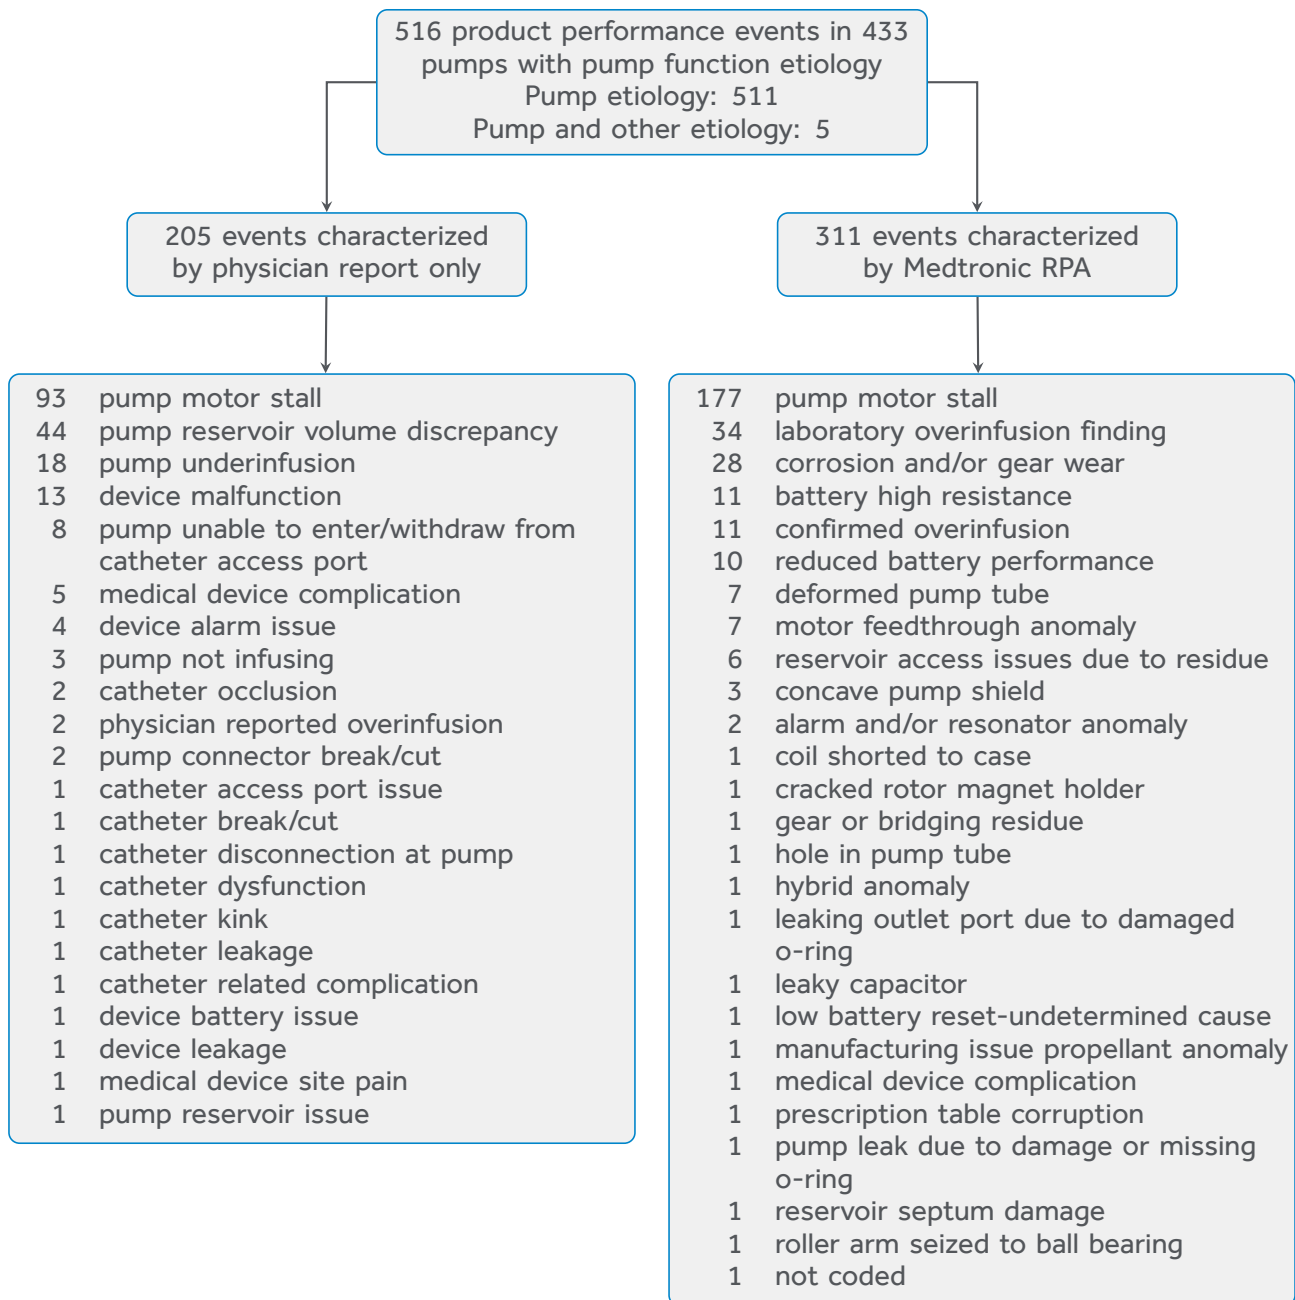 516 product performance events in 433
pumps with pump function etiology
Pump etiology: 511
Pump and other etiology: 5
205 events characterized
by physician report only
311 events characterized
by Medtronic RPA
93 pump motor stall
44 pump reservoir volume discrepancy
18 pump underinfusion
13 device malfunction
8 pump unable to enter/withdraw from
catheter access port
5 medical device complication
4 device alarm issue
3 pump not infusing
2 catheter occlusion
2 physician reported overinfusion
2 pump connector break/cut
1 catheter access port issue
1 catheter break/cut
1 catheter disconnection at pump
1 catheter dysfunction
1 catheter kink
1 catheter leakage
1 catheter related complication
1 device battery issue
1 device leakage
1 medical device site pain
1 pump reservoir issue
177 pump motor stall
34 laboratory overinfusion finding
28 corrosion and/or gear wear
11 battery high resistance
11 confirmed overinfusion
10 reduced battery performance
7 deformed pump tube
7 motor feedthrough anomaly
6 reservoir access issues due to residue
3 concave pump shield
2 alarm and/or resonator anomaly
1 coil shorted to case
1 cracked rotor magnet holder
1 gear or bridging residue
1 hole in pump tube
1 hybrid anomaly
1 leaking outlet port due to damaged
o-ring
1 leaky capacitor
1 low battery reset-undetermined cause
1 manufacturing issue propellant anomaly
1 medical device complication
1 prescription table corruption
1 pump leak due to damage or missing
o-ring
1 reservoir septum damage
1 roller arm seized to ball bearing
1 not coded